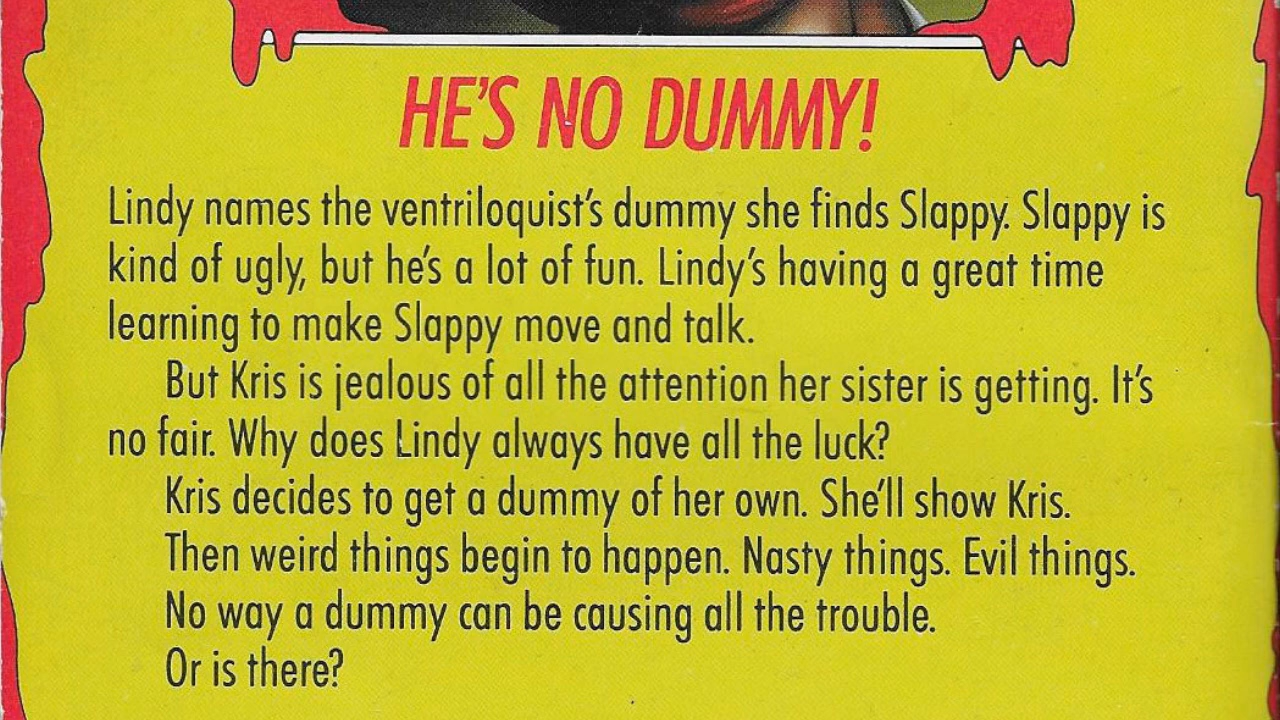 HE'S NO DUMMY!
Lindy names the ventriloquist's dummy she finds Slappy. Slappy is
kind of ugly, but he's a lot of fun. Lindy's having a great time
learning to make Slappy move and talk.
But Kris is jealous of all the attention her sister is getting. It's
no fair. Why does Lindy always have all the luck?
Kris decides to get a dummy of her own. She'll show Kris.
Then weird things begin to happen. Nasty things. Evil things.
No way a dummy can be causing all the trouble.
Or is there?